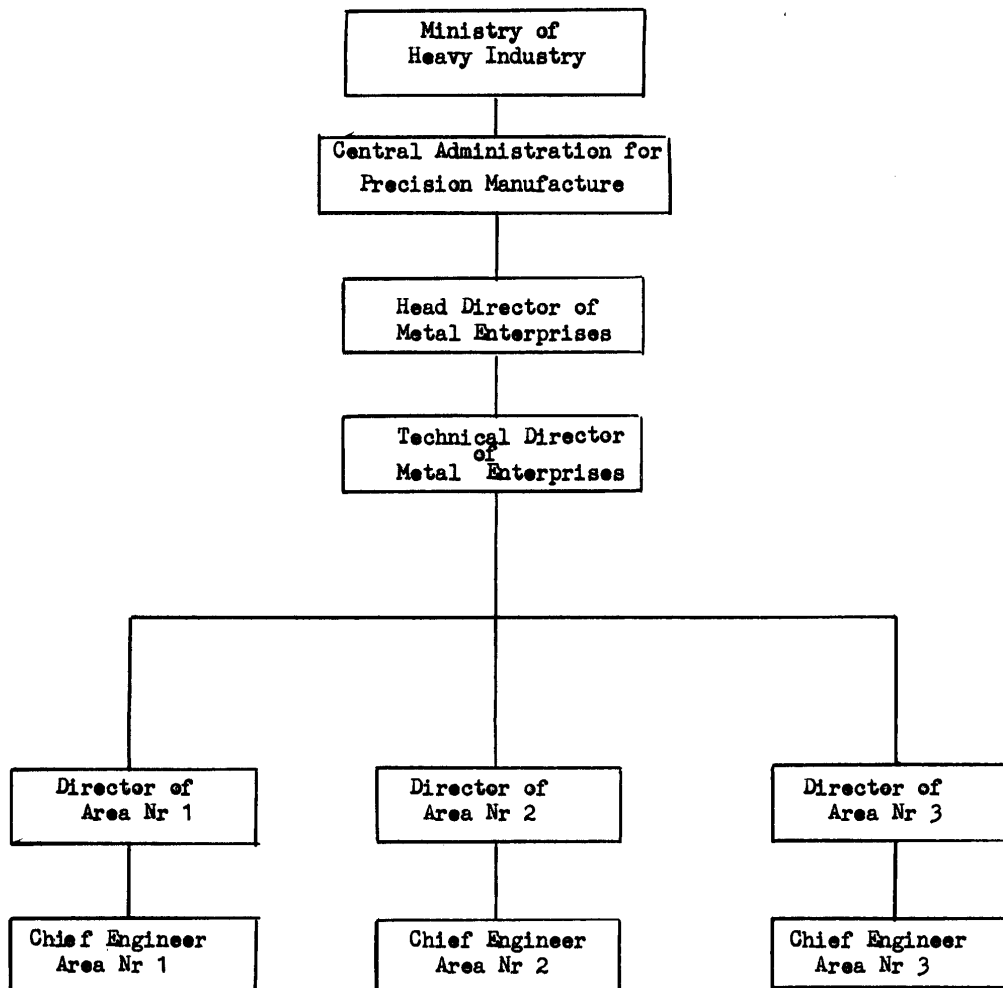 Ministry of
Heavy Industry
Central Administration for
Precision Manufacture
Head Director of
Metal Enterprises
Technical Director
of
Metal Enterprises
Director of
Area Nr 1
Director of
Area Nr 2
Director of
Area Nr 3
Chief Engineer
Area Nr 1
Chief Engineer
Area Nr 2
Chief Engineer
Area Nr 3